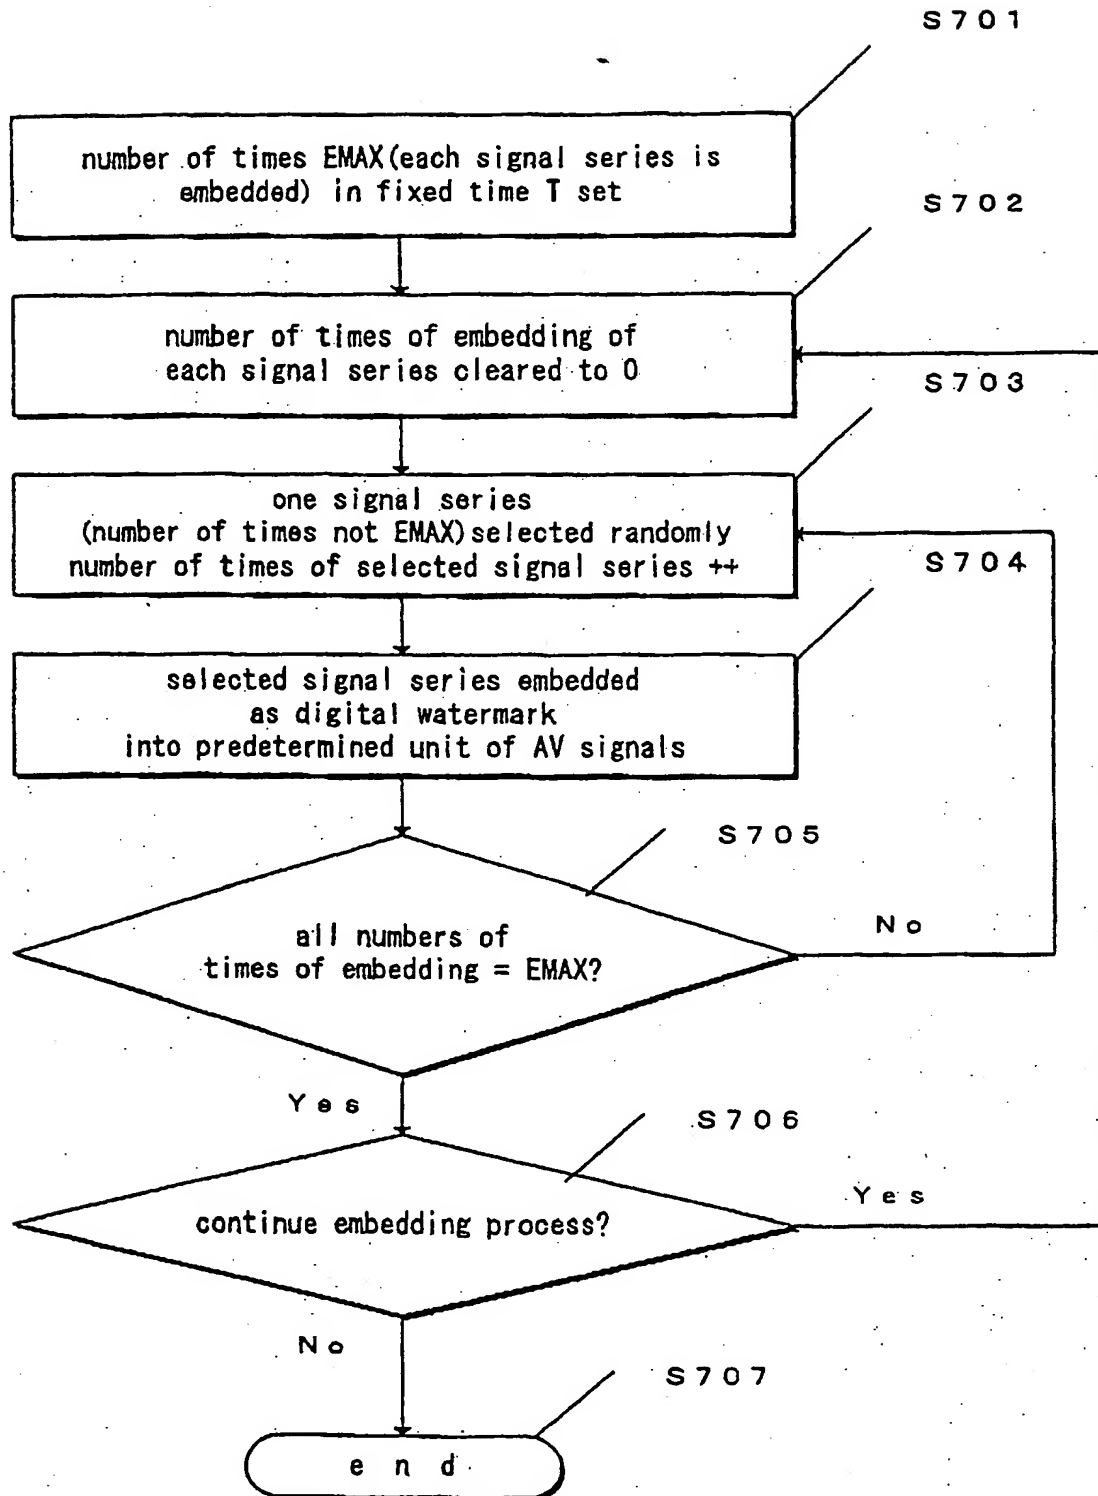 S701
number of times EMAX(each signal series is
embedded) in fixed time T set
S702
number of times of embedding of
each signal series cleared to 0
S703
one signal series
(number of times not EMAX)selected randomly
number of times of selected signal series ++
S704
selected signal series embedded
as digital watermark
into predetermined unit of AV signals
S705
all numbers of
times of embedding = EMAX?
No
Yes
S706
continue embedding process?
Yes
No
S707
end